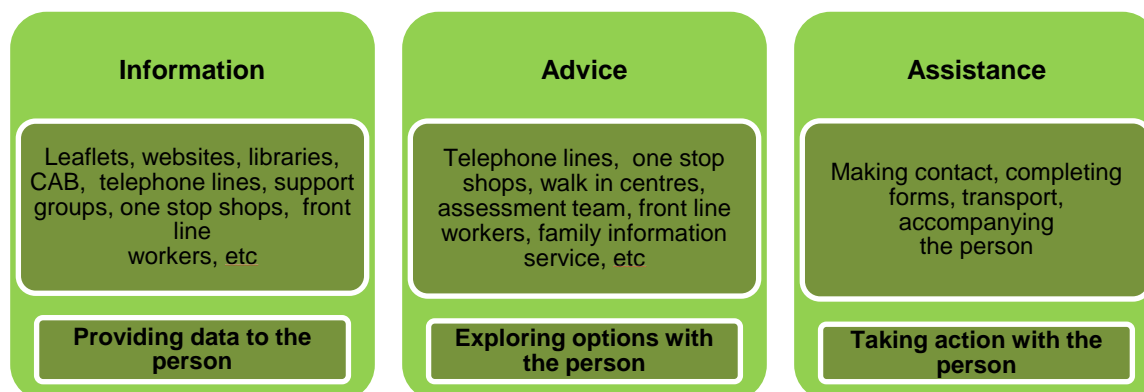 Information
Leaflets, websites, libraries,
CAB,  telephone lines, support
groups, one stop shops,  front
line
workers, etc
Providing data to the
person
Advice
Telephone lines,  one stop
shops, walk in centres,
assessment team, front line
workers, family information
service, etc
Exploring options with
the person
Assistance
Making contact, completing
forms, transport,
accompanying
the person
Taking action with the
person